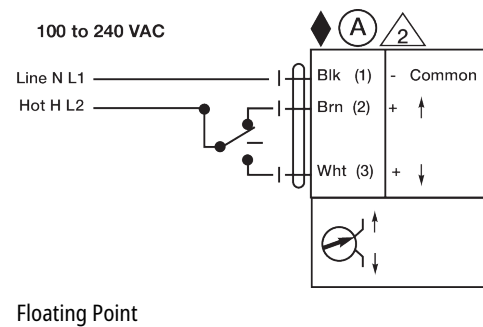 100 to 240 VAC
A
2
Line N L1
Blk (1) - Common
Hot H L2
Brn (2) + ↑
Wht (3) + ↓
Floating Point